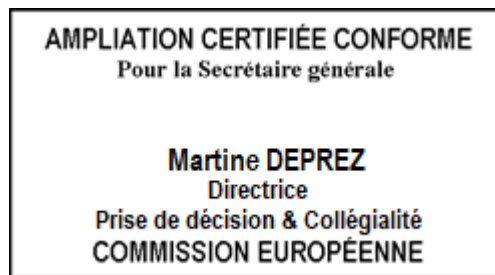 AMPLIATION CERTIFIÉE CONFORME
Pour la Secrétaire générale
Martine DEPREZ
Directrice
Prise de décision & Collégialité
COMMISSION EUROPÉENNE